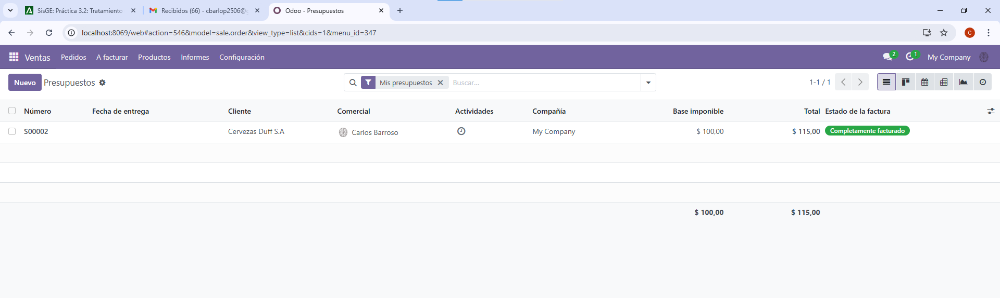 SisGE: Práctica 3.2: Tratamiento
Recibidos (66) - cbarlop2506@g
Odoo - Presupuestos
localhost:8069/web#action=546&model=sale.order&view_type=list&cids=1&menu_id=347
C
Ventas Pedidos A facturar Productos Informes Configuración 2 1 My Company
Nuevo Presupuestos Mis presupuestos Buscar... 1-1 / 1
Número Fecha de entrega Cliente Comercial Actividades Compañía Base imponible Total Estado de la factura
S00002 Cervezas Duff S.A Carlos Barroso My Company $ 100,00 $ 115,00 Completamente facturado
$ 100,00 $ 115,00